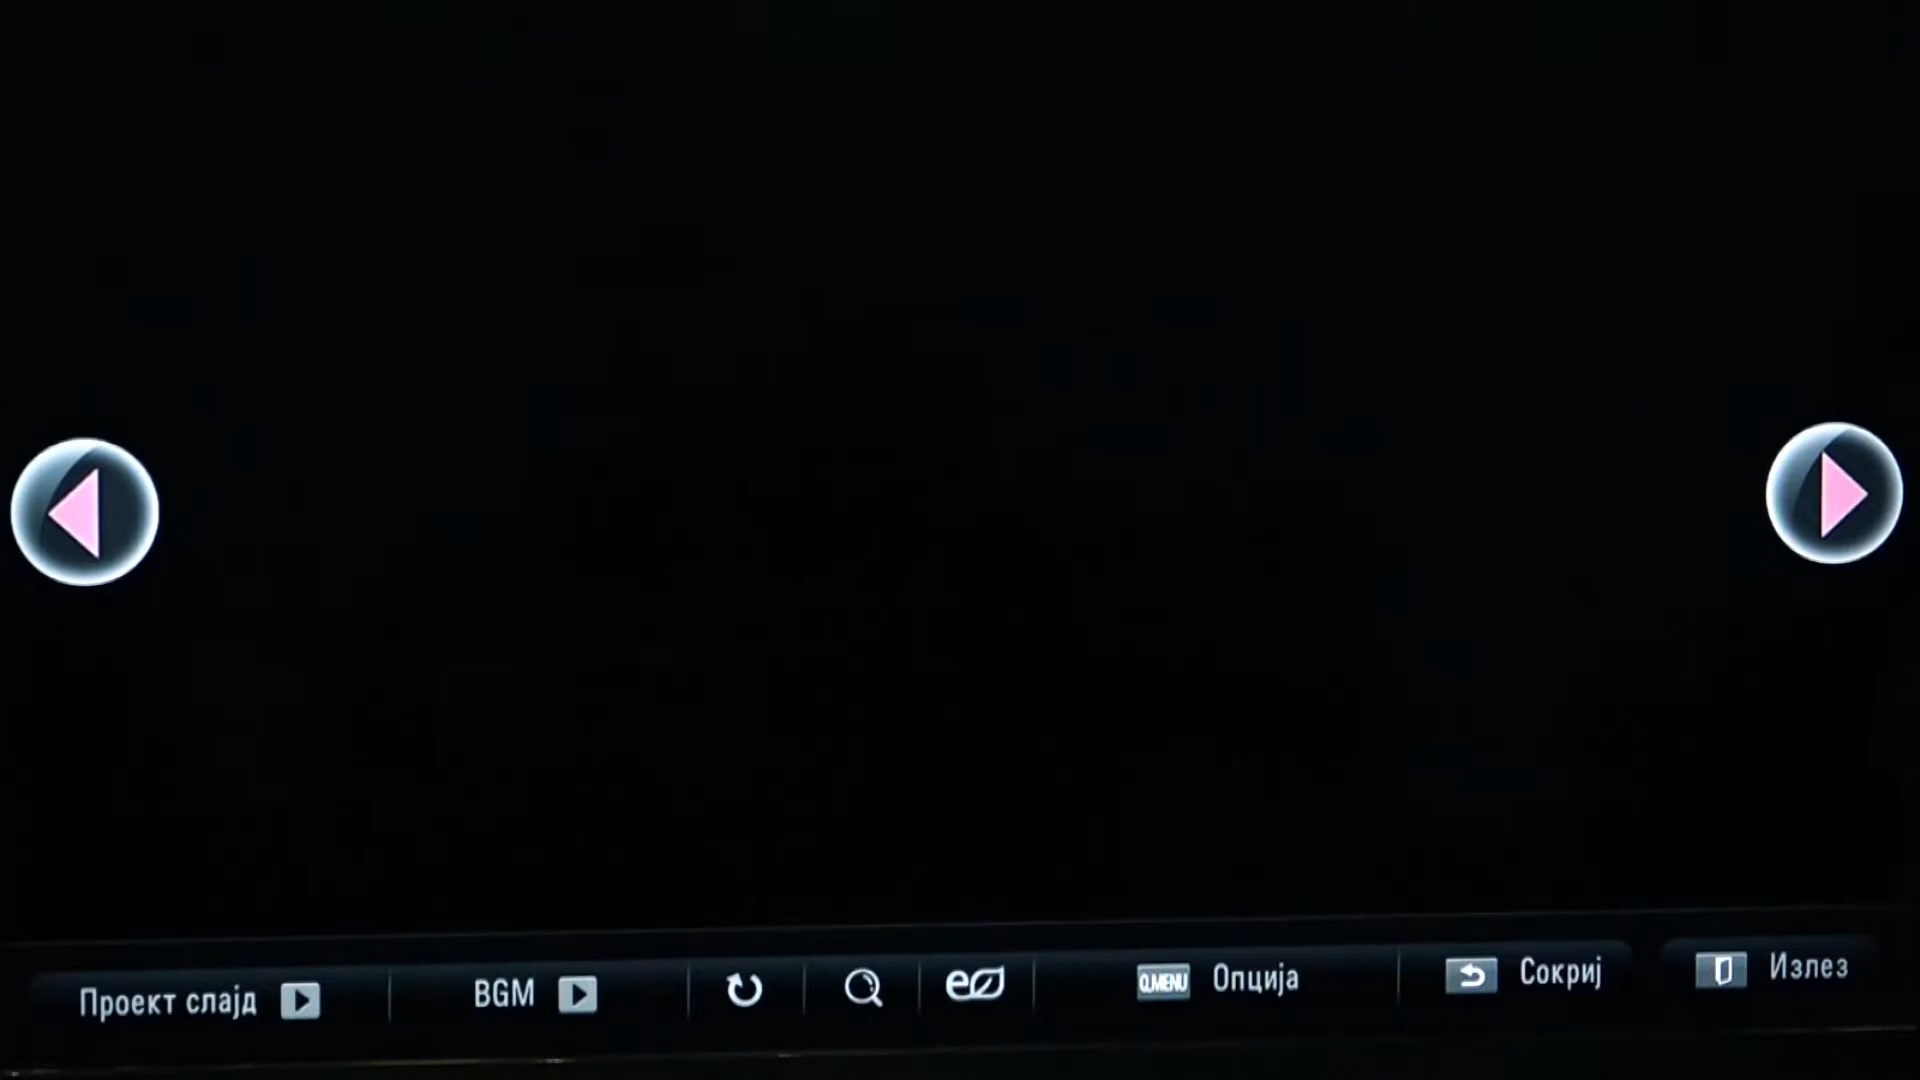 Проект слајд
BGM
Q.MENU Опција
Сокриј
Излез